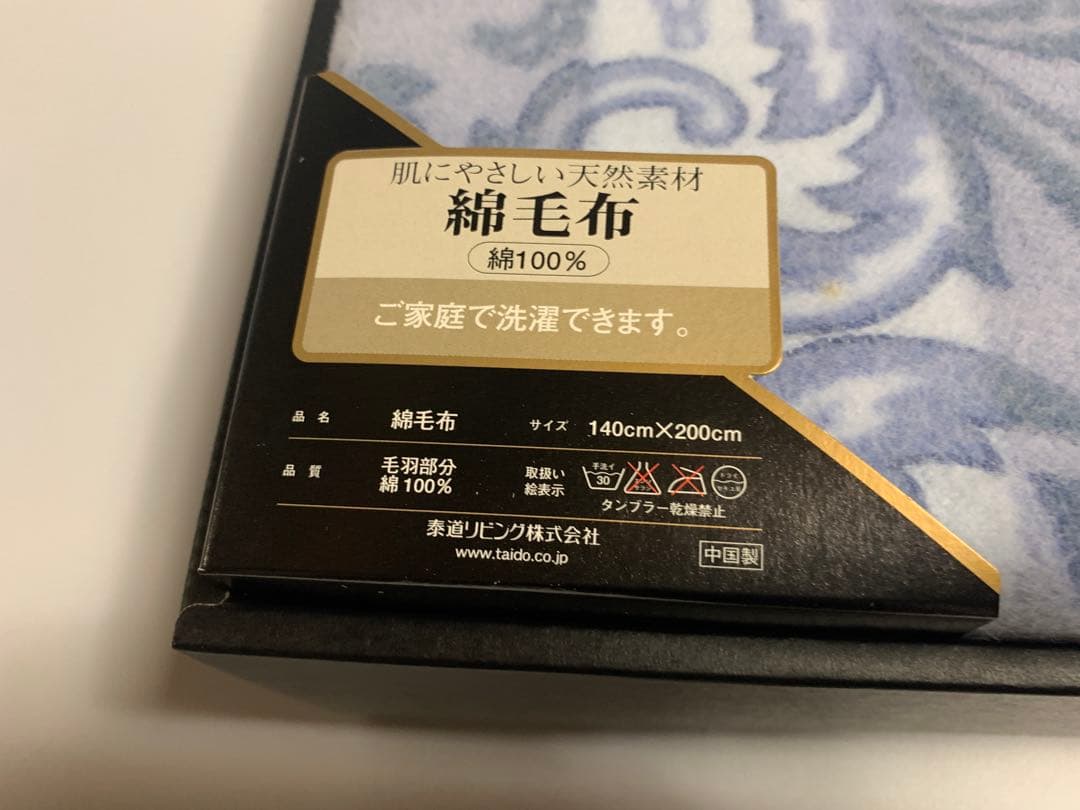 肌にやさしい天然素材
綿毛布
綿100%
ご家庭で洗濯できます。
品名 綿毛布 サイズ 140cm×200cm
品質 毛羽部分 綿100% 取扱い絵表示 手洗イ 30
タンブラー乾燥禁止
泰道リビング株式会社
www.taido.co.jp
中国製